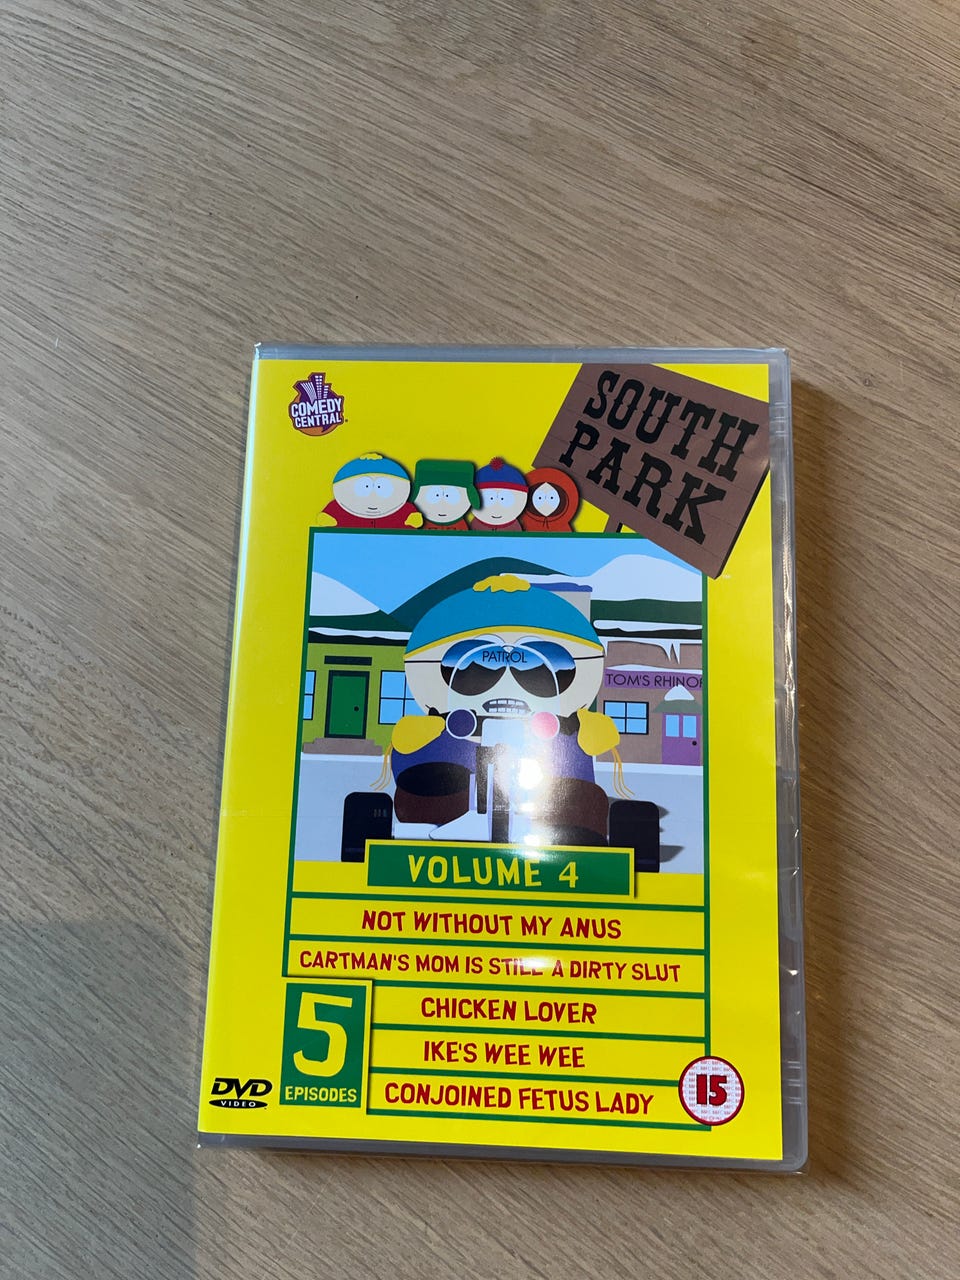 COMEDY
CENTRAL
SOUTH
PARK
PATROL
TOM'S RHINO
VOLUME 4
NOT WITHOUT MY ANUS
CARTMAN'S MOM IS STILL A DIRTY SLUT
CHICKEN LOVER
IKE'S WEE WEE
CONJOINED FETUS LADY
5
EPISODES
DVD
VIDEO
15